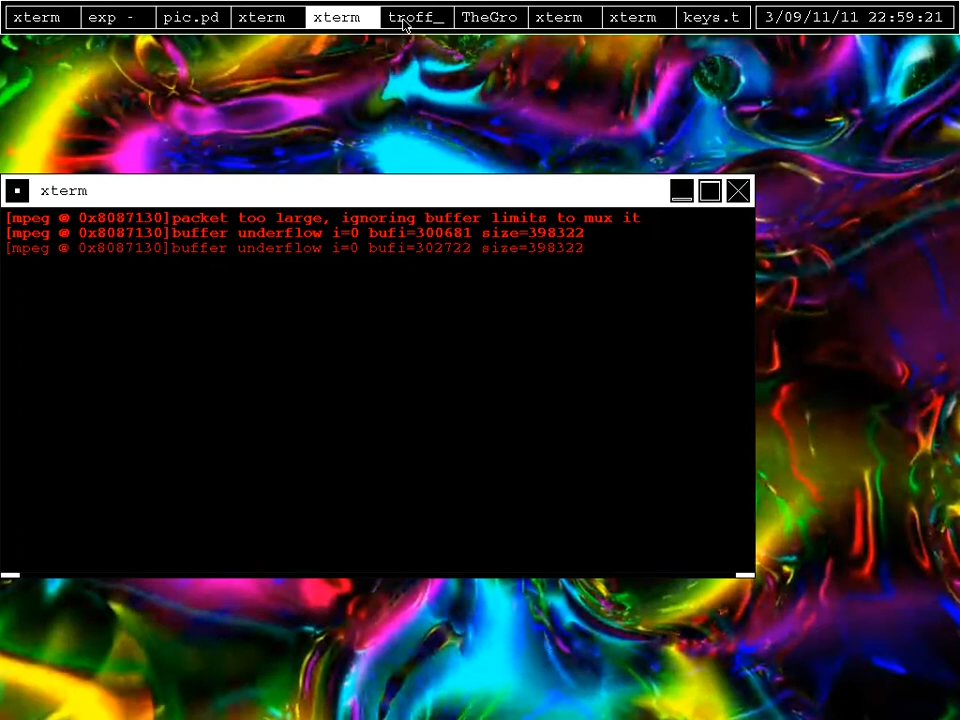 xterm exp - pic.pd xterm xterm troff_ TheGro xterm xterm keys.t 3/09/11/11 22:59:21
xterm
[mpeg @ 0x8087130]packet too large, ignoring buffer limits to mux it
[mpeg @ 0x8087130]buffer underflow i=0 bufi=300681 size=398322
[mpeg @ 0x8087130]buffer underflow i=0 bufi=302722 size=398322